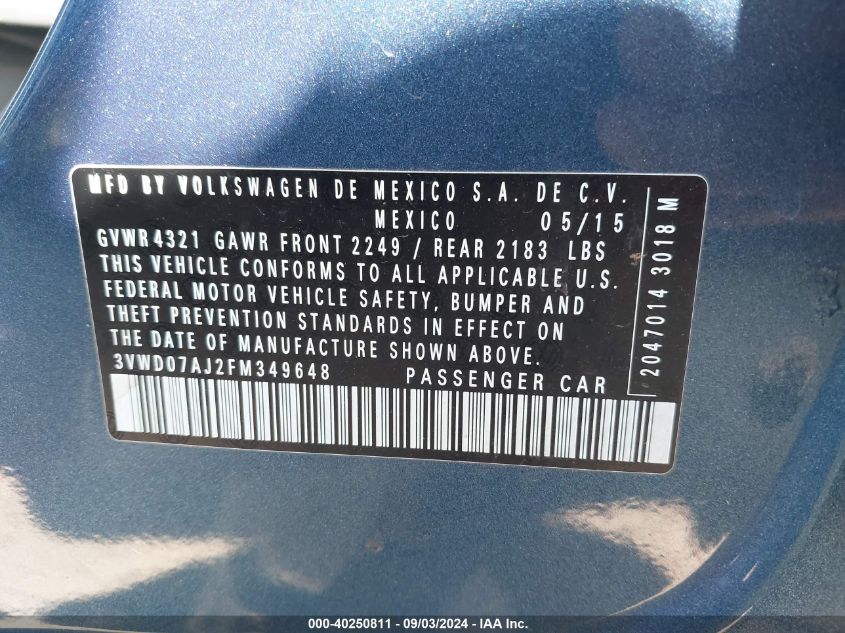 MFD BY VOLKSWAGEN DE MEXICO S.A. DE C.V.
MEXICO 05/15
GVWR 4321 GAWR FRONT 2249 / REAR 2183 LBS
THIS VEHICLE CONFORMS TO ALL APPLICABLE U.S.
FEDERAL MOTOR VEHICLE SAFETY, BUMPER AND
THEFT PREVENTION STANDARDS IN EFFECT ON
THE DATE OF MANUFACTURE SHOWN ABOVE.
3VWD07AJ2FM349648 PASSENGER CAR
2047014 3018 M
000-40250811 - 09/03/2024 - IAA Inc.